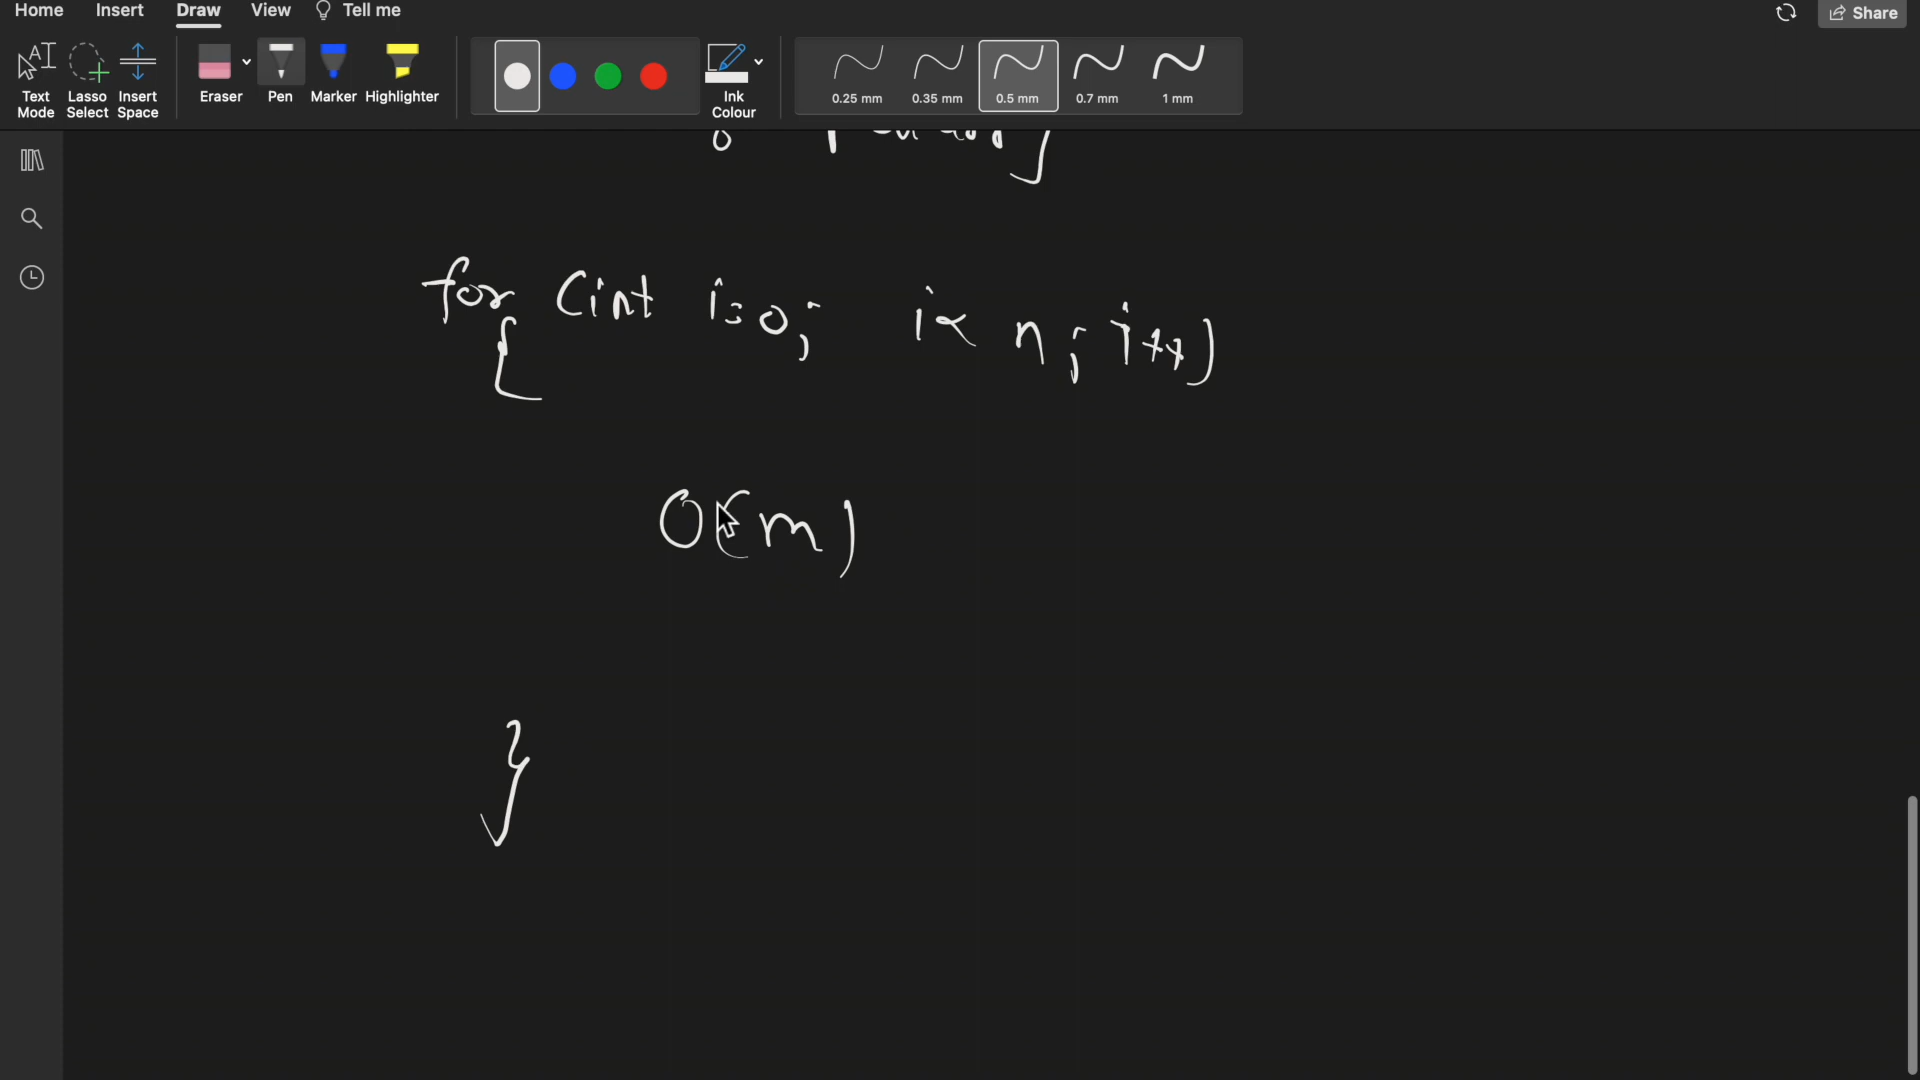 Home Insert Draw View Tell me Share
Text Mode Lasso Select Insert Space Eraser Pen Marker Highlighter Ink Colour 0.25 mm 0.35 mm 0.5 mm 0.7 mm 1 mm
for (int i=0; i< n; i++)
{
O(m)
}